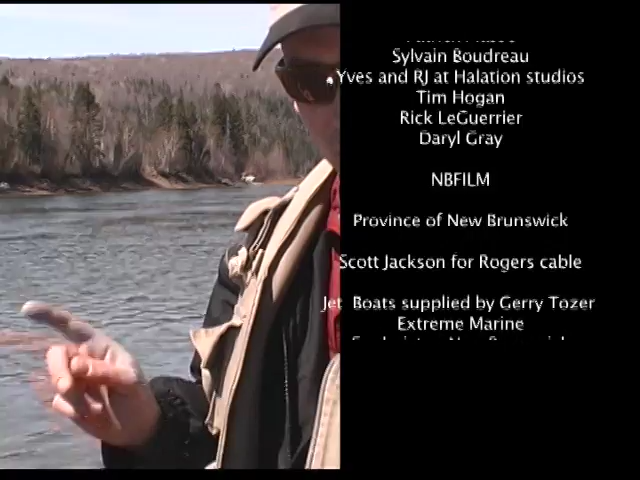 Sylvain Boudreau
Yves and RJ at Halation studios
Tim Hogan
Rick LeGuerrier
Daryl Gray
NBFILM
Province of New Brunswick
Scott Jackson for Rogers cable
Jet Boats supplied by Gerry Tozer
Extreme Marine